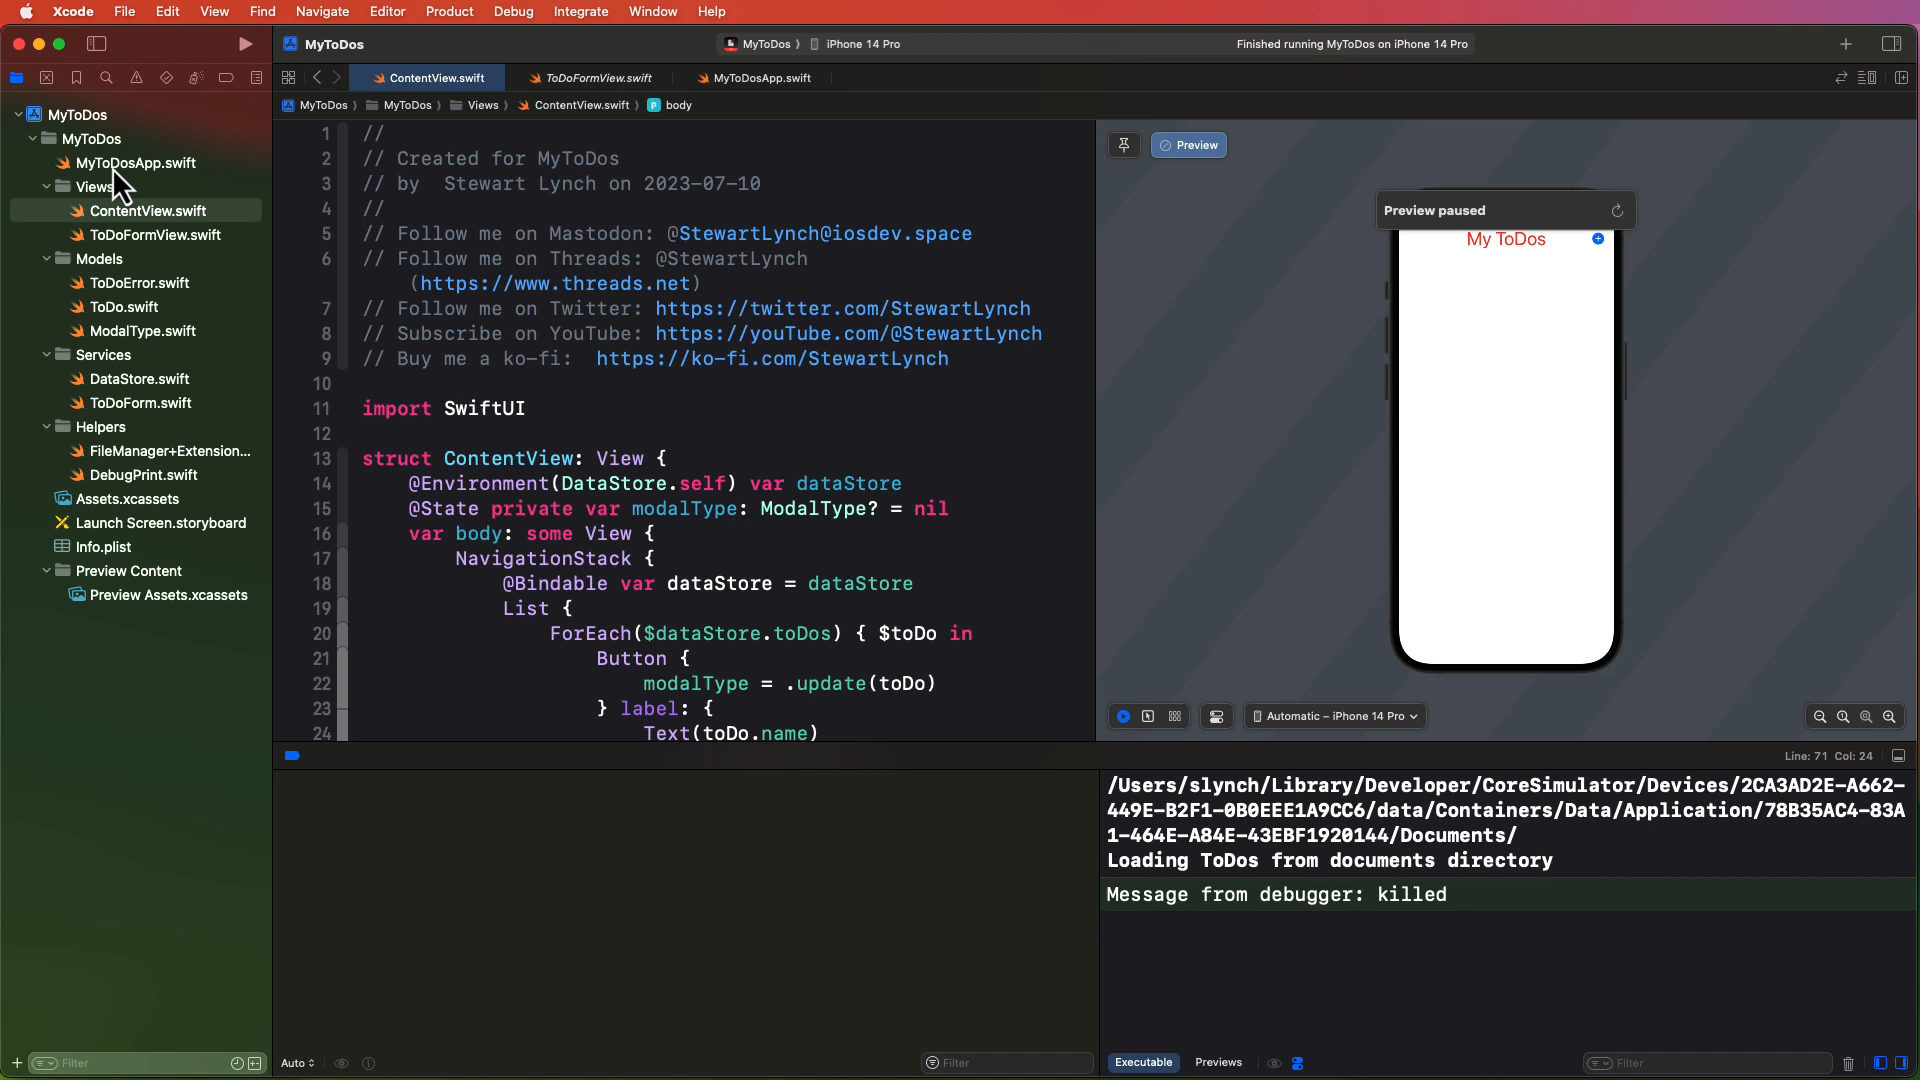 Xcode File Edit View Find Navigate Editor Product Debug Integrate Window Help
MyToDos
MyToDos iPhone 14 Pro
Finished running MyToDos on iPhone 14 Pro
ContentView.swift
ToDoFormView.swift
MyToDosApp.swift
MyToDos MyToDos Views ContentView.swift P body
MyToDos
MyToDos
MyToDosApp.swift
Views
ContentView.swift
ToDoFormView.swift
Models
ToDoError.swift
ToDo.swift
ModalType.swift
Services
DataStore.swift
ToDoForm.swift
Helpers
FileManager+Extension...
DebugPrint.swift
Assets.xcassets
Launch Screen.storyboard
Info.plist
Preview Content
Preview Assets.xcassets
Filter
1 //
2 // Created for MyToDos
3 // by  Stewart Lynch on 2023-07-10
4 //
5 // Follow me on Mastodon: @StewartLynch@iosdev.space
6 // Follow me on Threads: @StewartLynch
(https://www.threads.net)
7 // Follow me on Twitter: https://twitter.com/StewartLynch
8 // Subscribe on YouTube: https://youTube.com/@StewartLynch
9 // Buy me a ko-fi:  https://ko-fi.com/StewartLynch
10
11 import SwiftUI
12
13 struct ContentView: View {
14 @Environment(DataStore.self) var dataStore
15 @State private var modalType: ModalType? = nil
16 var body: some View {
17 NavigationStack {
18 @Bindable var dataStore = dataStore
19 List {
20 ForEach($dataStore.toDos) { $toDo in
21 Button {
22 modalType = .update(toDo)
23 } label: {
24 Text(toDo.name)
Preview
Preview paused
My ToDos
Automatic – iPhone 14 Pro
Line: 71 Col: 24
/Users/slynch/Library/Developer/CoreSimulator/Devices/2CA3AD2E-A662-
449E-B2F1-0B0EEE1A9CC6/data/Containers/Data/Application/78B35AC4-83A
1-464E-A84E-43EBF1920144/Documents/
Loading ToDos from documents directory
Message from debugger: killed
Auto
Filter
Executable Previews
Filter